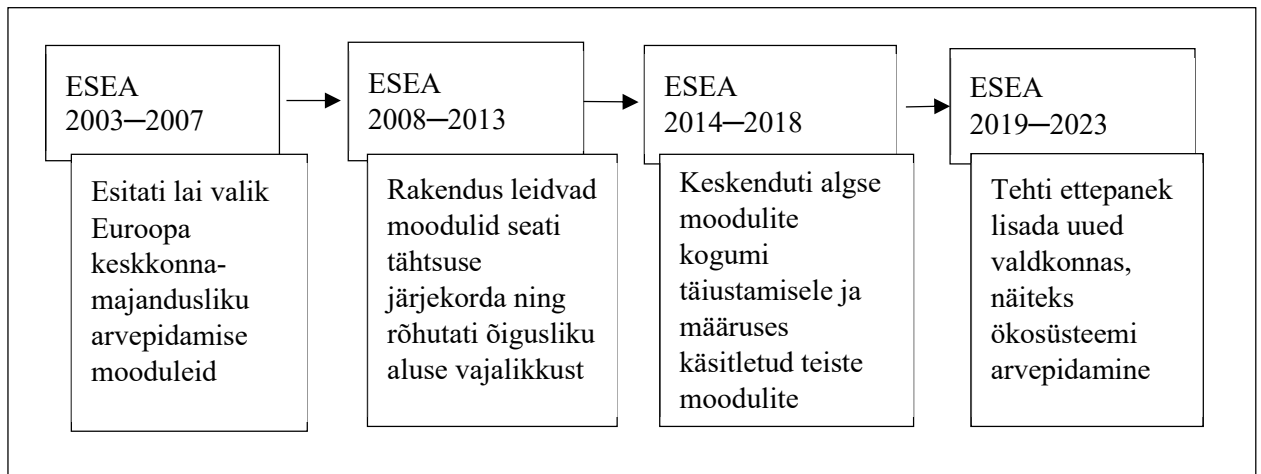 ESEA
2003—2007
Esitati lai valik
Euroopa
keskkonna-
majandusliku
arvepidamise
mooduleid
ESEA
2008—2013
Rakendus leidvad
moodulid seati
tähtsuse
järjekorda ning
rõhutati õigusliku
aluse vajalikkust
ESEA
2014—2018
Keskenduti algse
moodulite
kogumi
täiustamisele ja
määruses
käsitletud teiste
moodulite
ESEA
2019—2023
Tehti ettepanek
lisada uued
valdkonnas,
näiteks
ökosüsteemi
arvepidamine